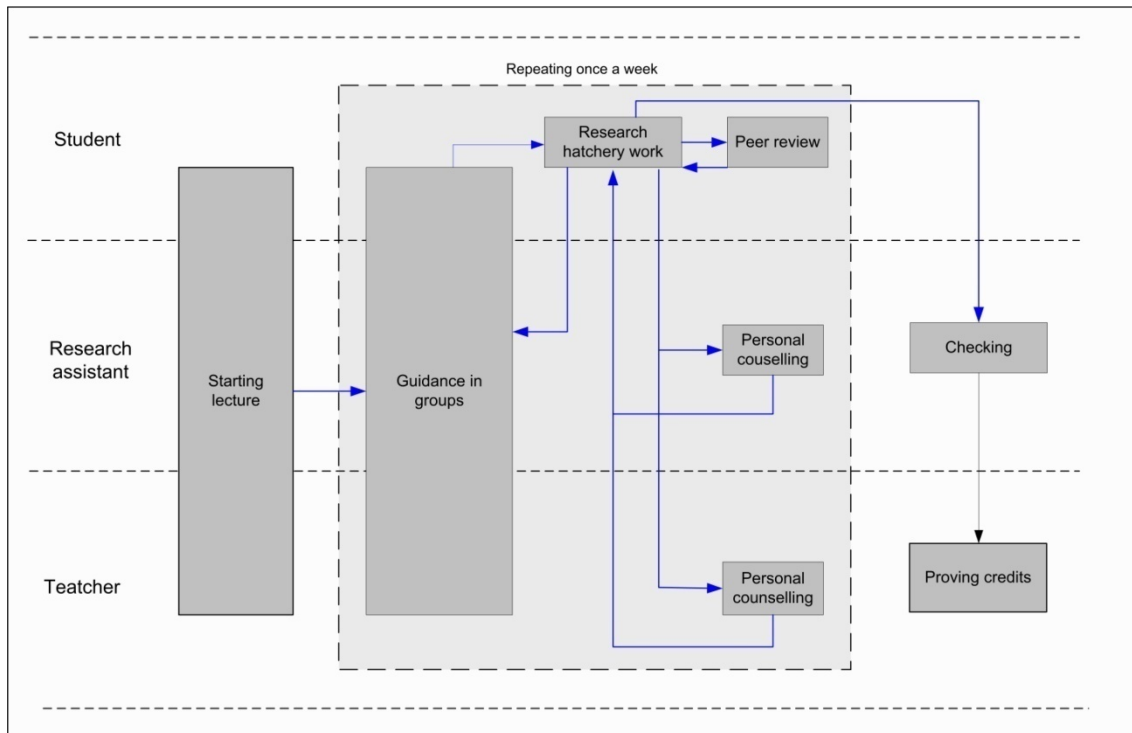 Repeating once a week
Student
Research
hatchery work
Peer review
Research
assistant
Starting
lecture
Guidance in
groups
Personal
couselling
Checking
Teatcher
Personal
counselling
Proving credits